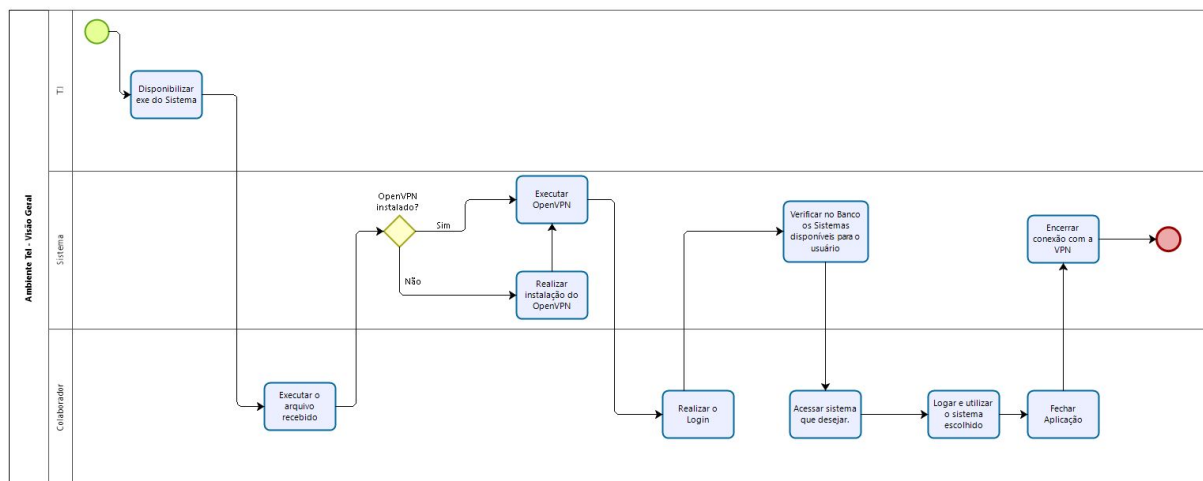 Ambiente Tel - Visão Geral
TI
Disponibilizar
exe do Sistema
Sistema
OpenVPN
instalado?
Sim
Não
Executar
OpenVPN
Realizar
instalação do
OpenVPN
Verificar no Banco
os Sistemas
disponíveis para o
usuário
Encerrar
conexão com a
VPN
Colaborador
Executar o
arquivo
recebido
Realizar o
Login
Acessar sistema
que desejar.
Logar e utilizar
o sistema
escolhido
Fechar
Aplicação